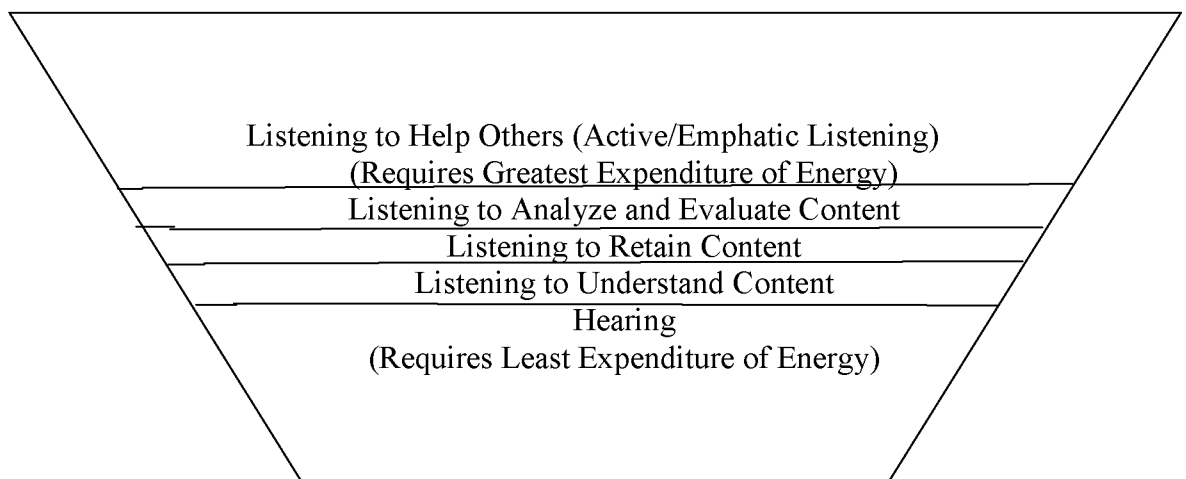 Listening to Help Others (Active/Emphatic Listening)
(Requires Greatest Expenditure of Energy)
Listening to Analyze and Evaluate Content
Listening to Retain Content
Listening to Understand Content
Hearing
(Requires Least Expenditure of Energy)